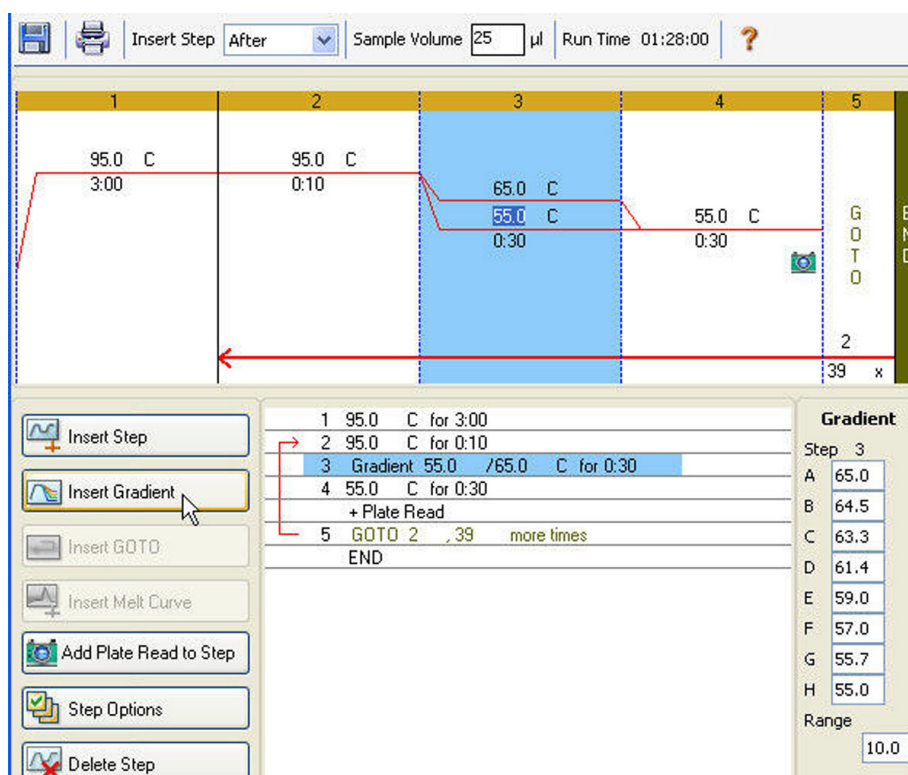 Insert Step After Sample Volume 25 µl Run Time 01:28:00 ?
1 2 3 4 5
95.0 C
3:00
95.0 C
0:10
65.0 C
55.0 C
0:30
55.0 C
0:30
GOTO
2
39 x
Insert Step
Insert Gradient
Insert GOTO
Insert Melt Curve
Add Plate Read to Step
Step Options
Delete Step
1 95.0 C for 3:00
2 95.0 C for 0:10
3 Gradient 55.0 /65.0 C for 0:30
4 55.0 C for 0:30
+ Plate Read
5 GOTO 2 , 39 more times
END
Gradient
Step 3
A 65.0
B 64.5
C 63.3
D 61.4
E 59.0
F 57.0
G 55.7
H 55.0
Range
10.0